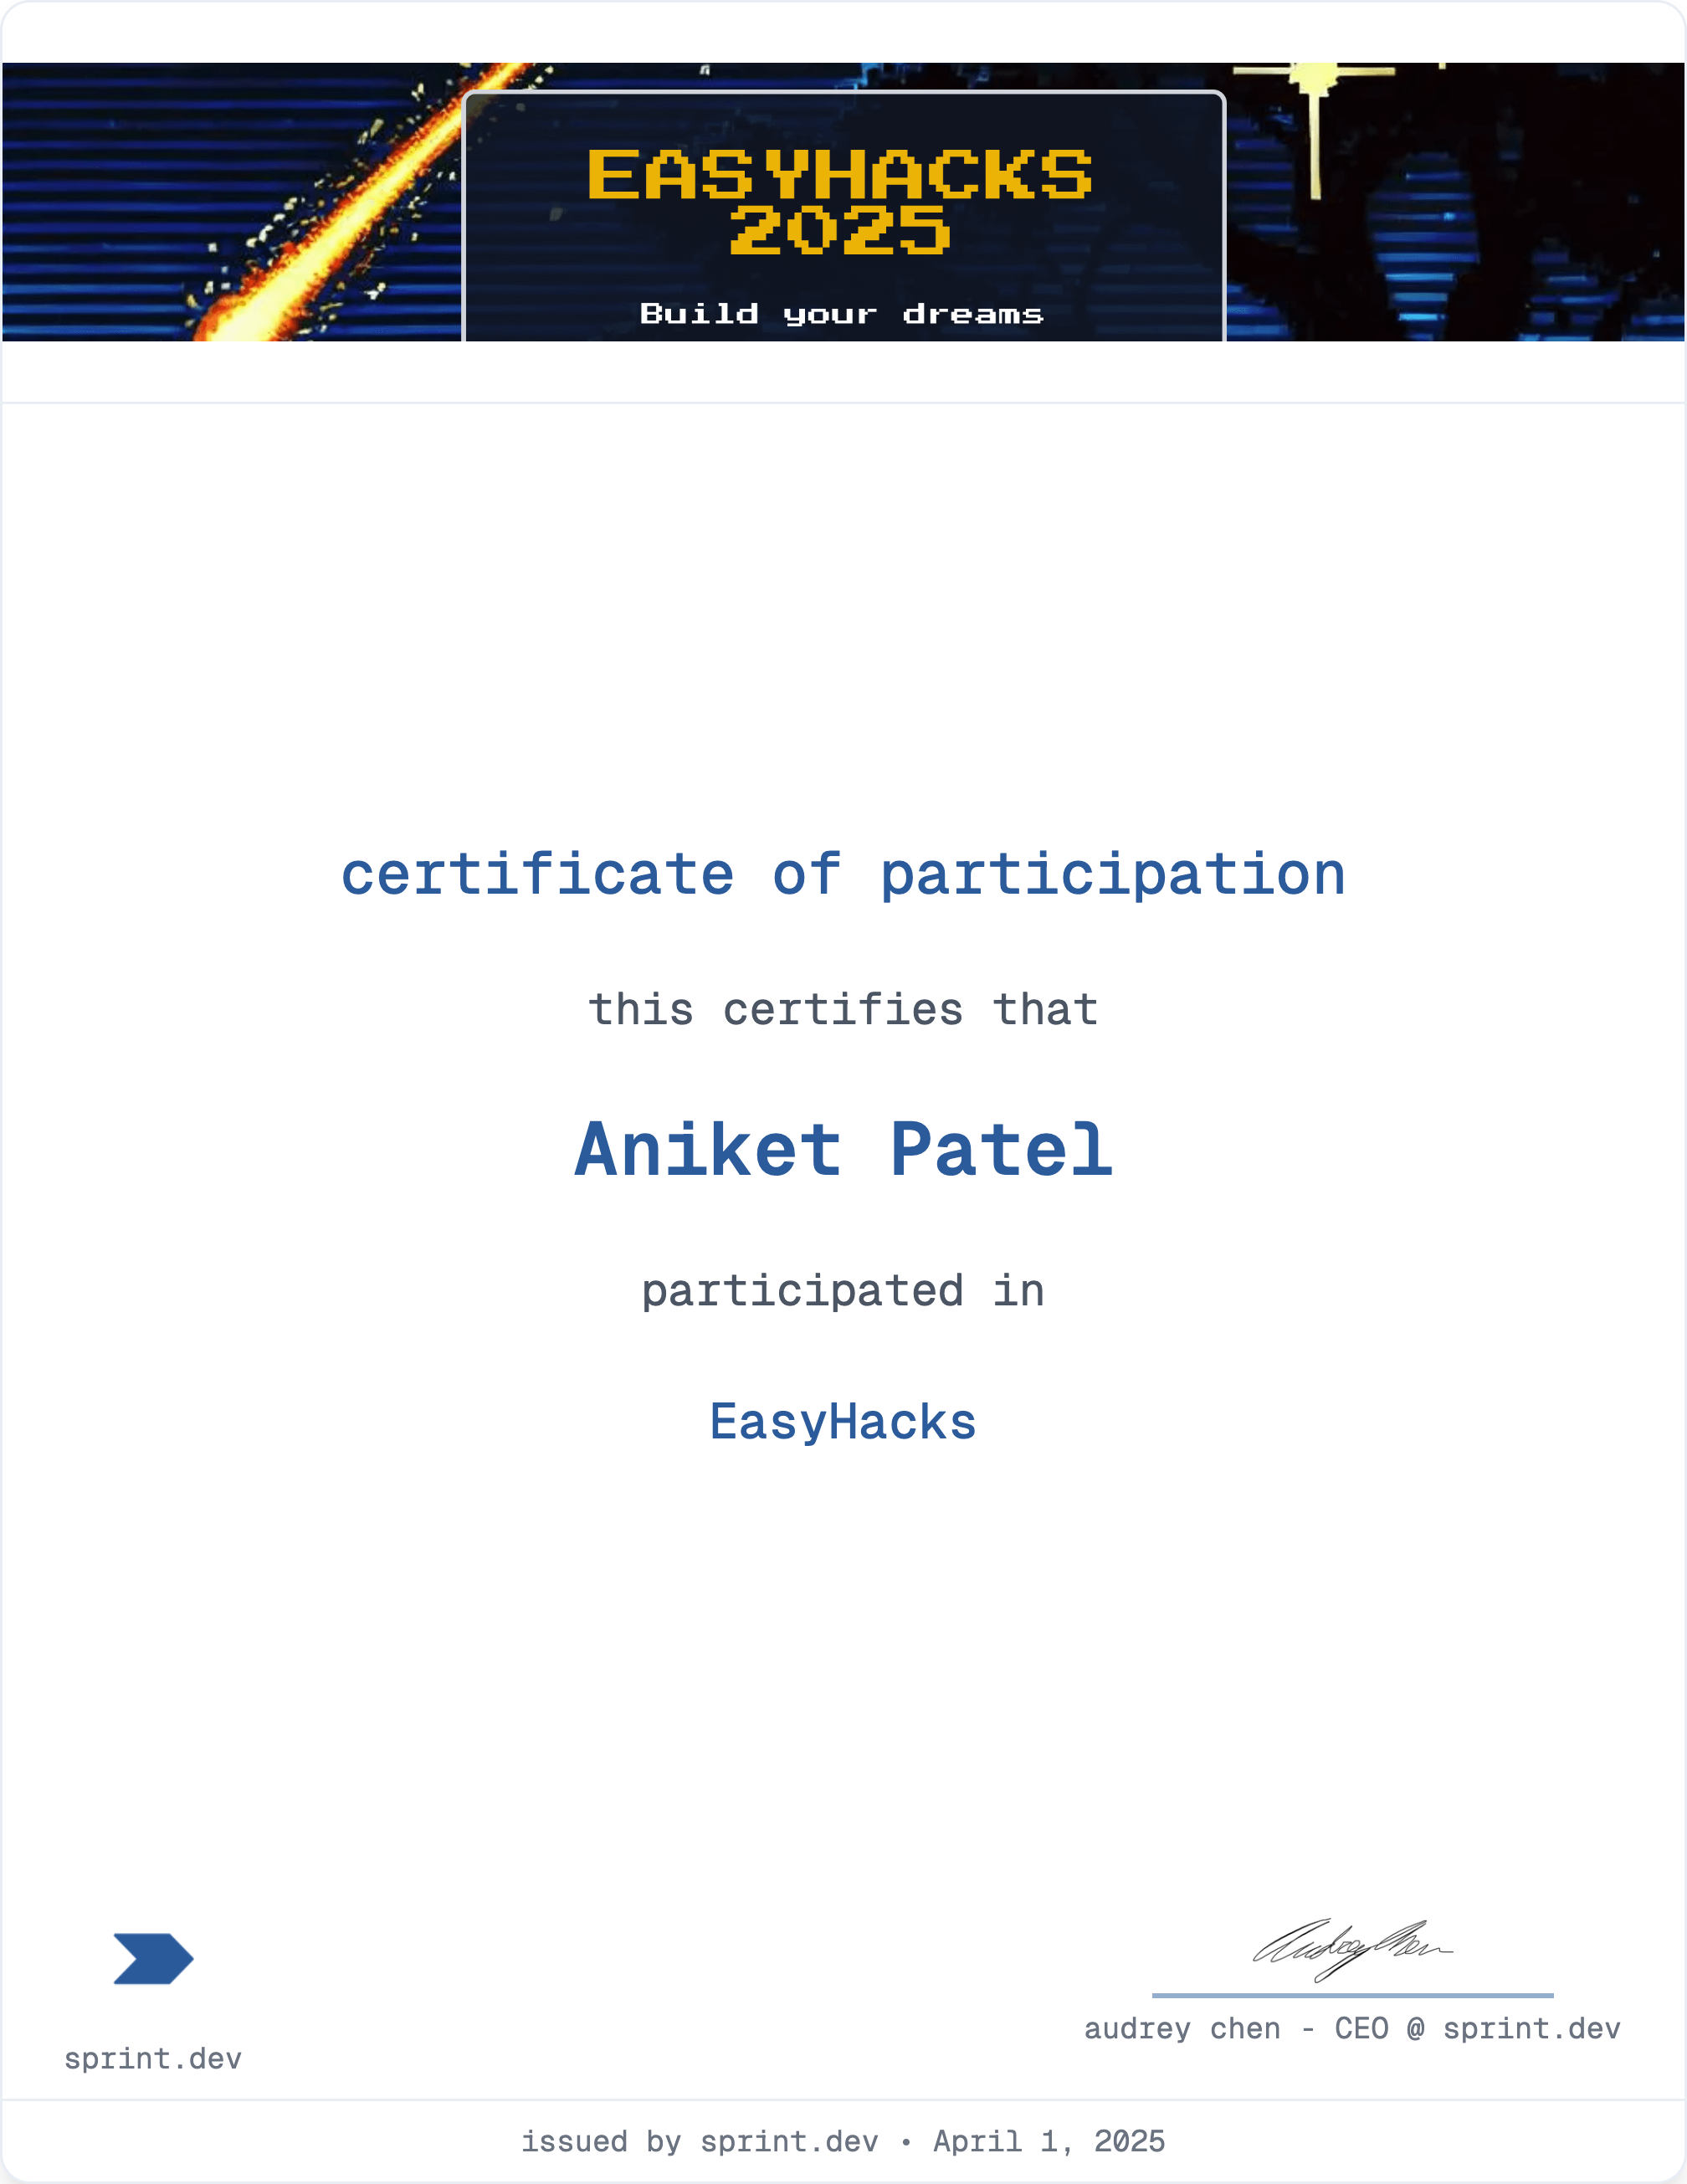 EASYHACKS
2025
Build your dreams
certificate of participation
this certifies that
Aniket Patel
participated in
EasyHacks
Audrey Chen
audrey chen - CEO @ sprint.dev
sprint.dev
issued by sprint.dev • April 1, 2025